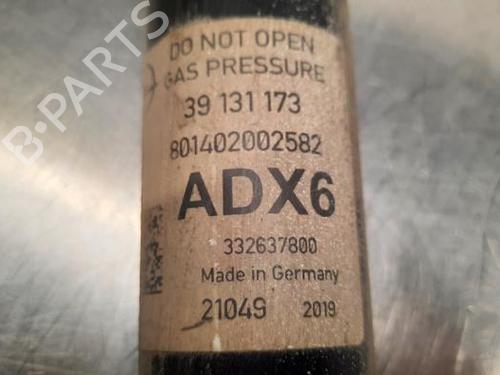 DO NOT OPEN
GAS PRESSURE
39 131 173
801402002582
ADX6
332637800
Made in Germany
21049 2019
B-PARTS